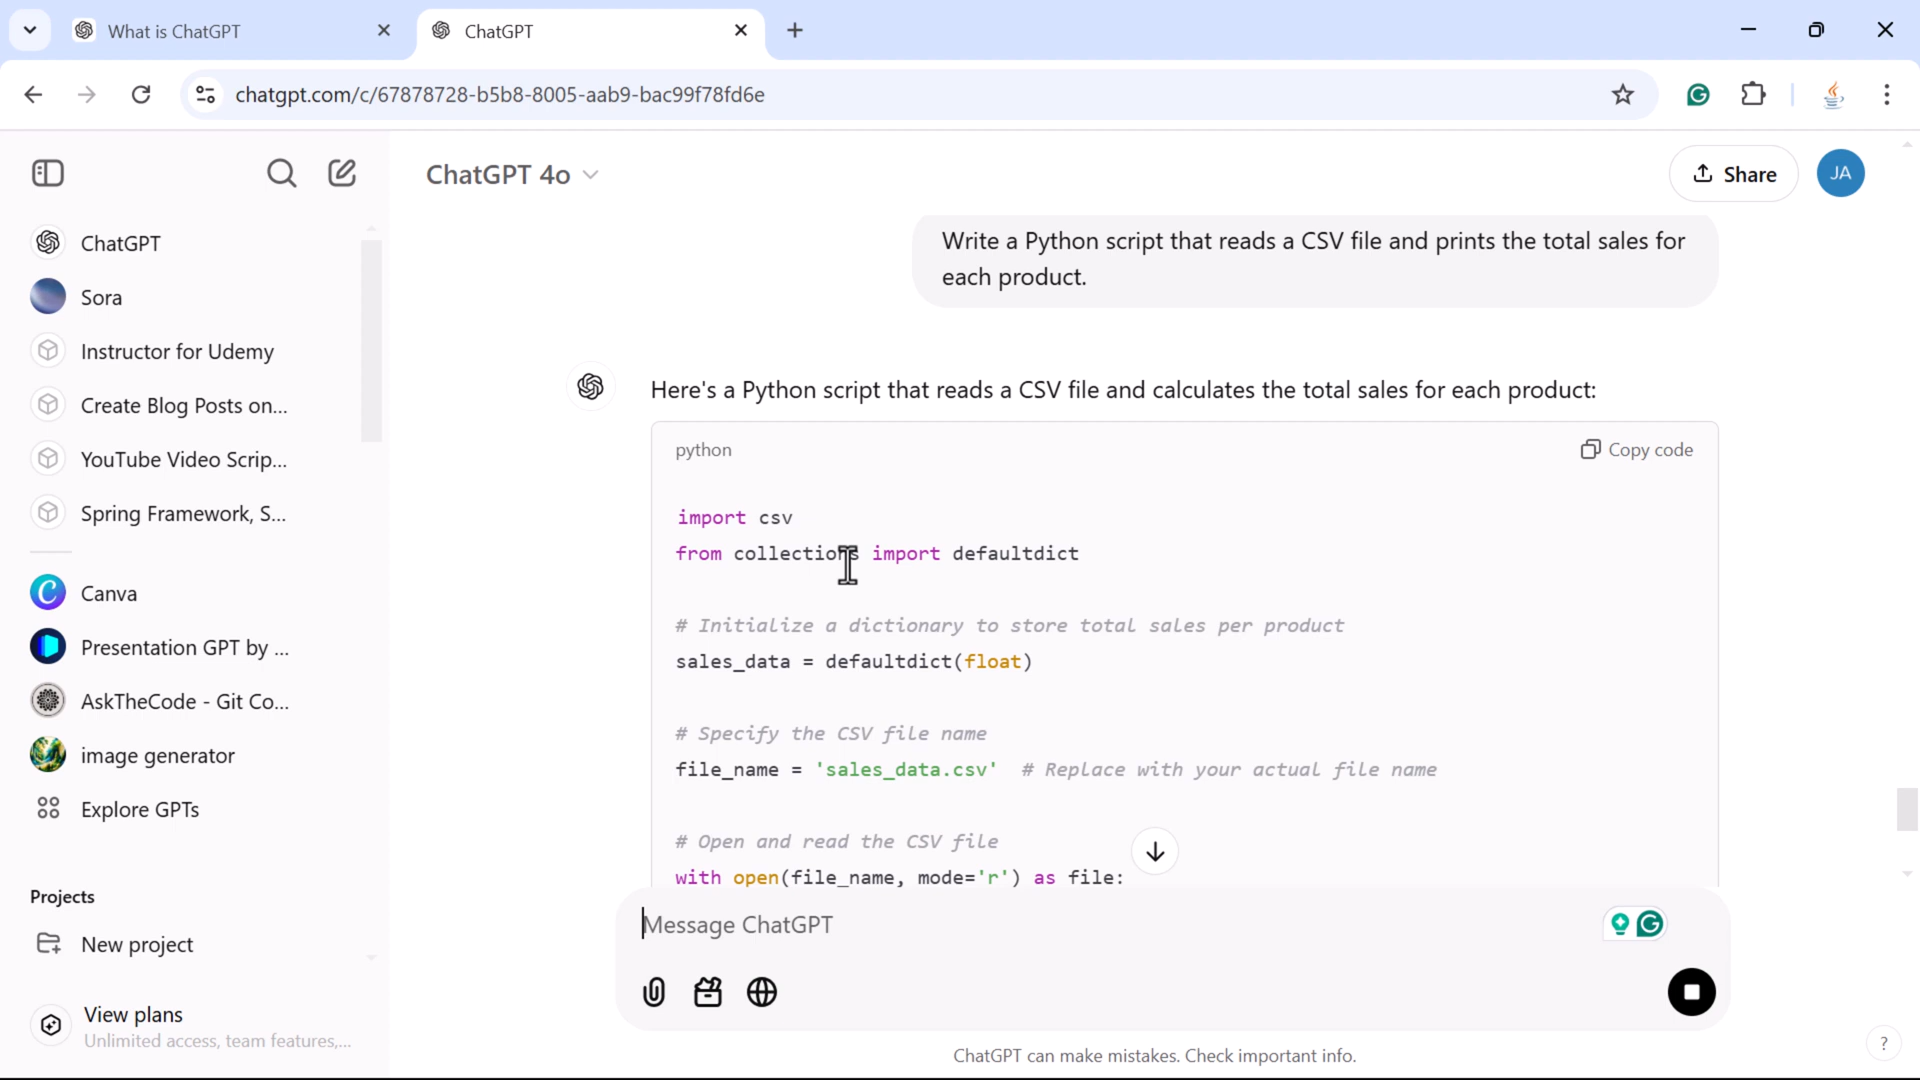 What is ChatGPT
ChatGPT
chatgpt.com/c/67878728-b5b8-8005-aab9-bac99f78fd6e
ChatGPT 4o
Share
JA
ChatGPT
Sora
Instructor for Udemy
Create Blog Posts on...
YouTube Video Scrip...
Spring Framework, S...
Canva
Presentation GPT by ...
AskTheCode - Git Co...
image generator
Explore GPTs
Projects
New project
View plans
Unlimited access, team features,...
Write a Python script that reads a CSV file and prints the total sales for
each product.
Here's a Python script that reads a CSV file and calculates the total sales for each product:
python
Copy code
import csv
from collections import defaultdict
# Initialize a dictionary to store total sales per product
sales_data = defaultdict(float)
# Specify the CSV file name
file_name = 'sales_data.csv'  # Replace with your actual file name
# Open and read the CSV file
with open(file_name, mode='r') as file:
Message ChatGPT
ChatGPT can make mistakes. Check important info.
?